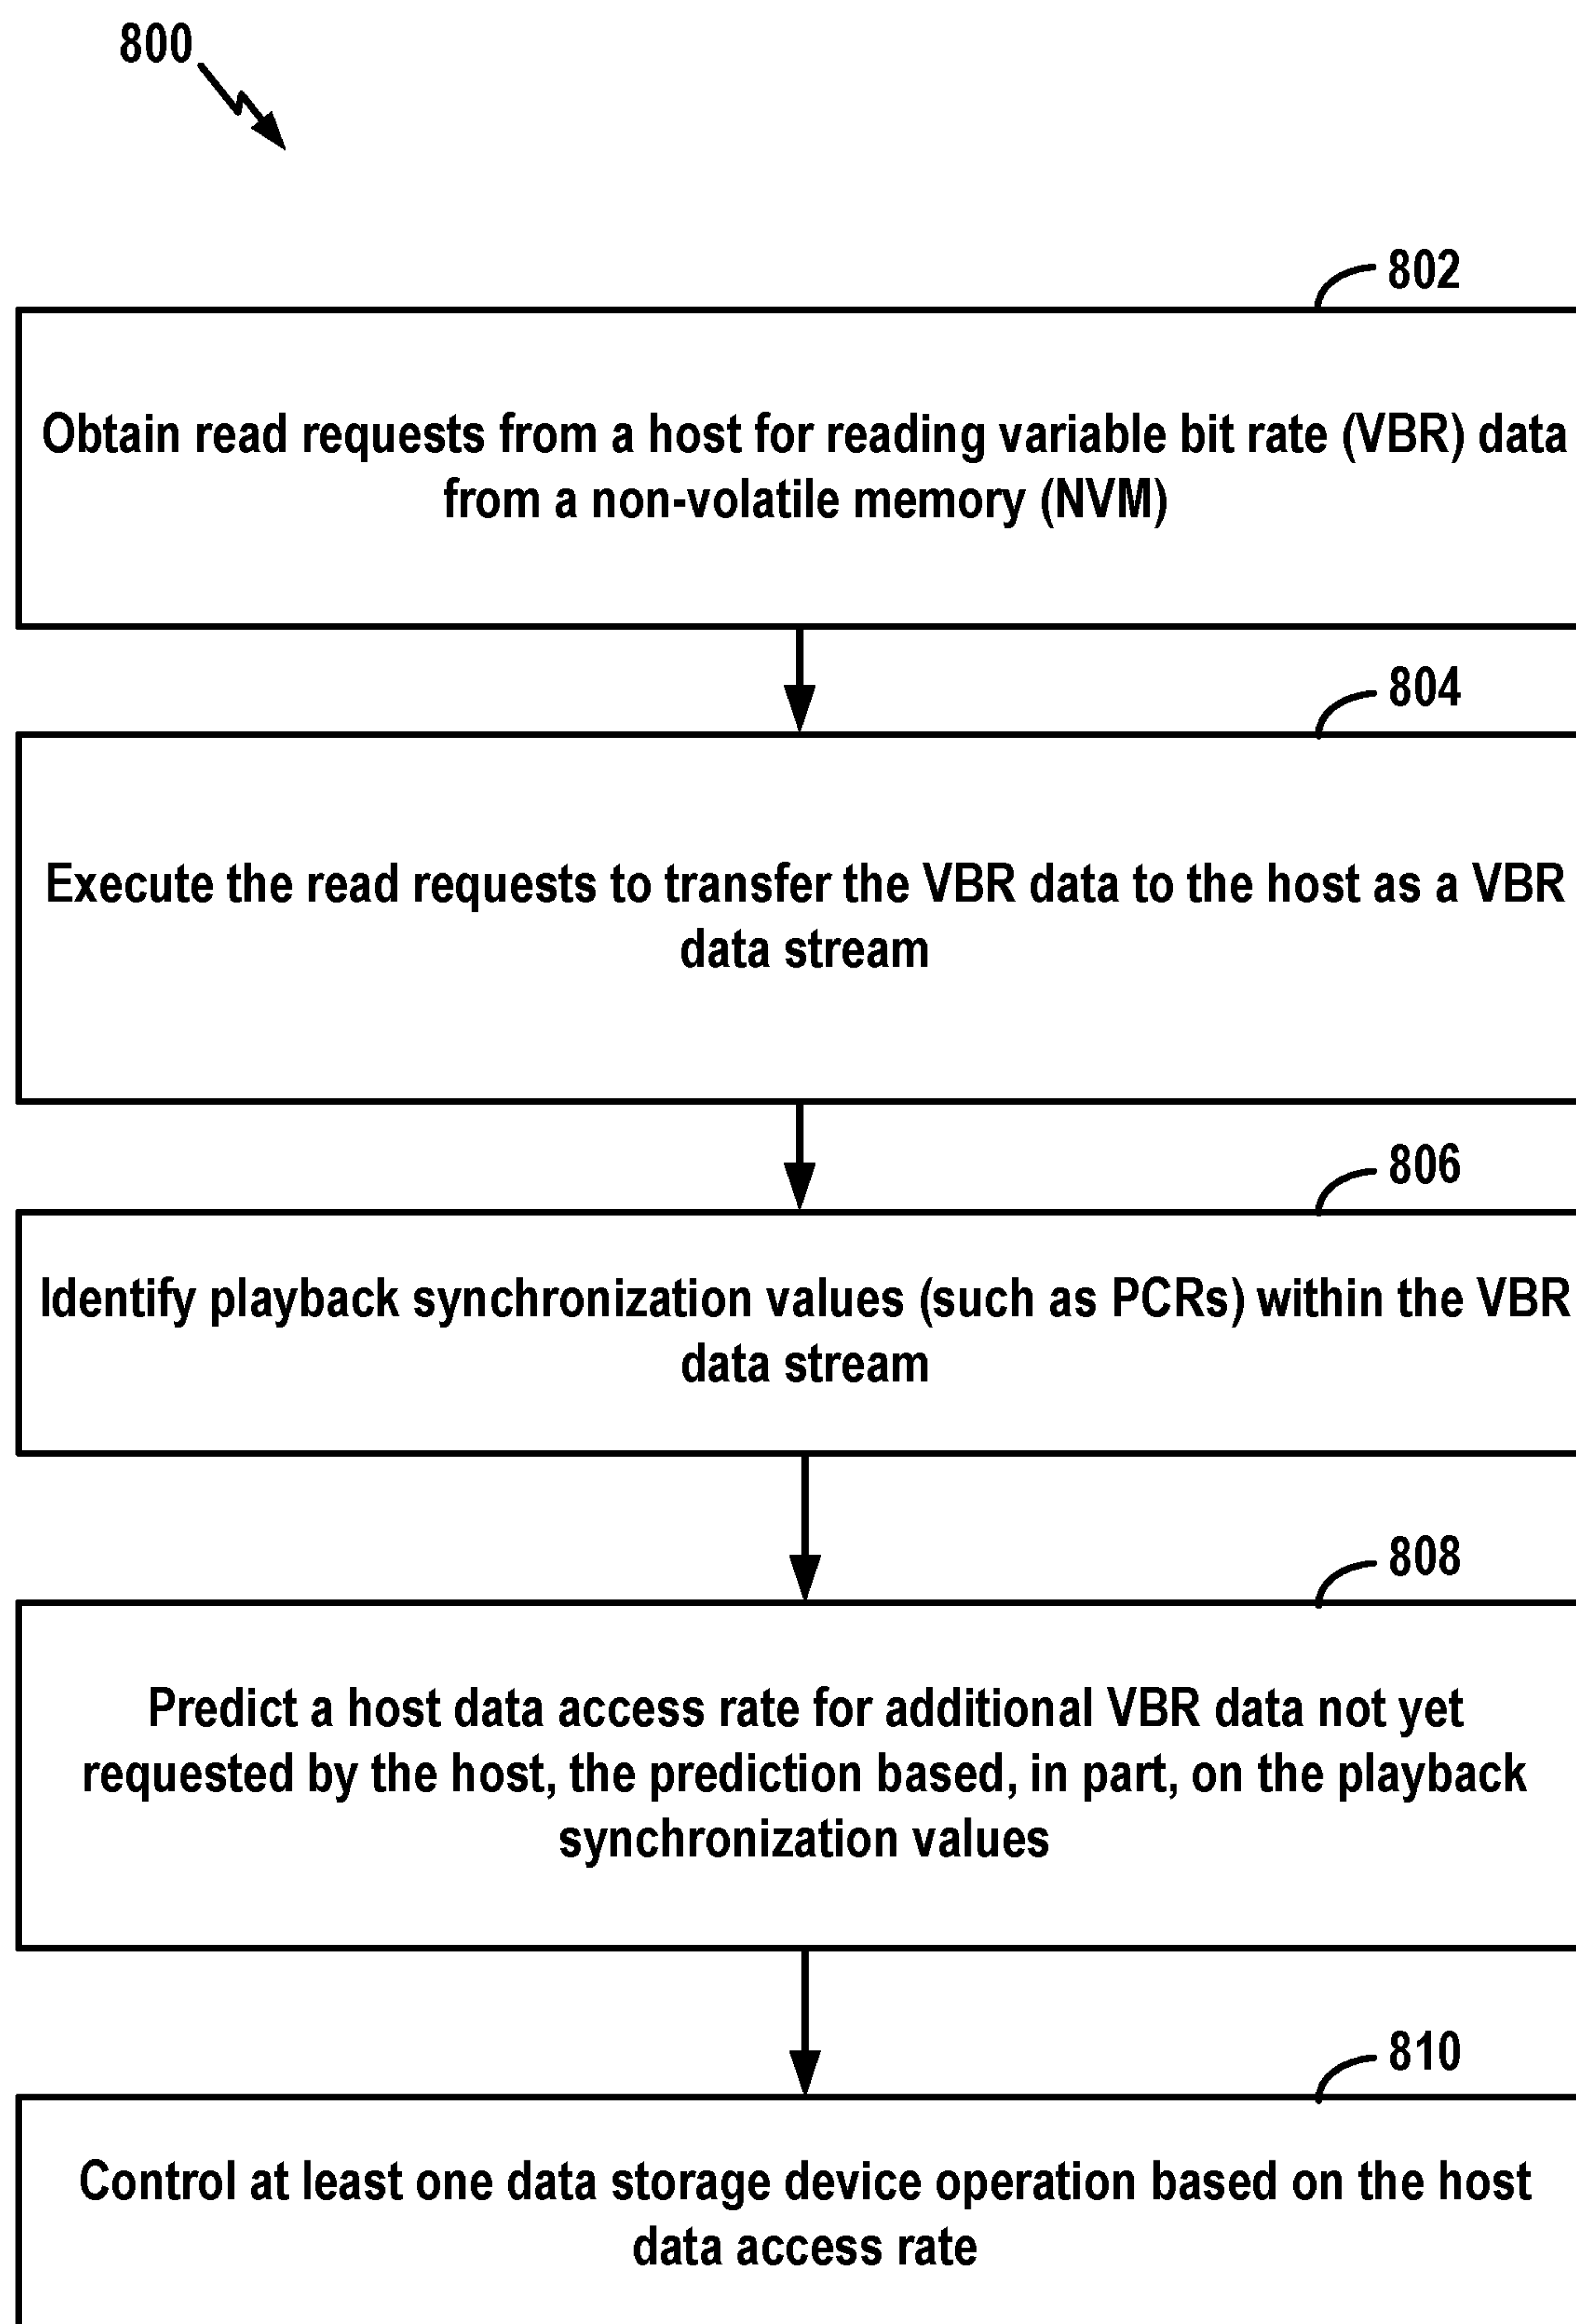 800
802
Obtain read requests from a host for reading variable bit rate (VBR) data
from a non-volatile memory (NVM)
804
Execute the read requests to transfer the VBR data to the host as a VBR
data stream
806
Identify playback synchronization values (such as PCRs) within the VBR
data stream
808
Predict a host data access rate for additional VBR data not yet
requested by the host, the prediction based, in part, on the playback
synchronization values
810
Control at least one data storage device operation based on the host
data access rate